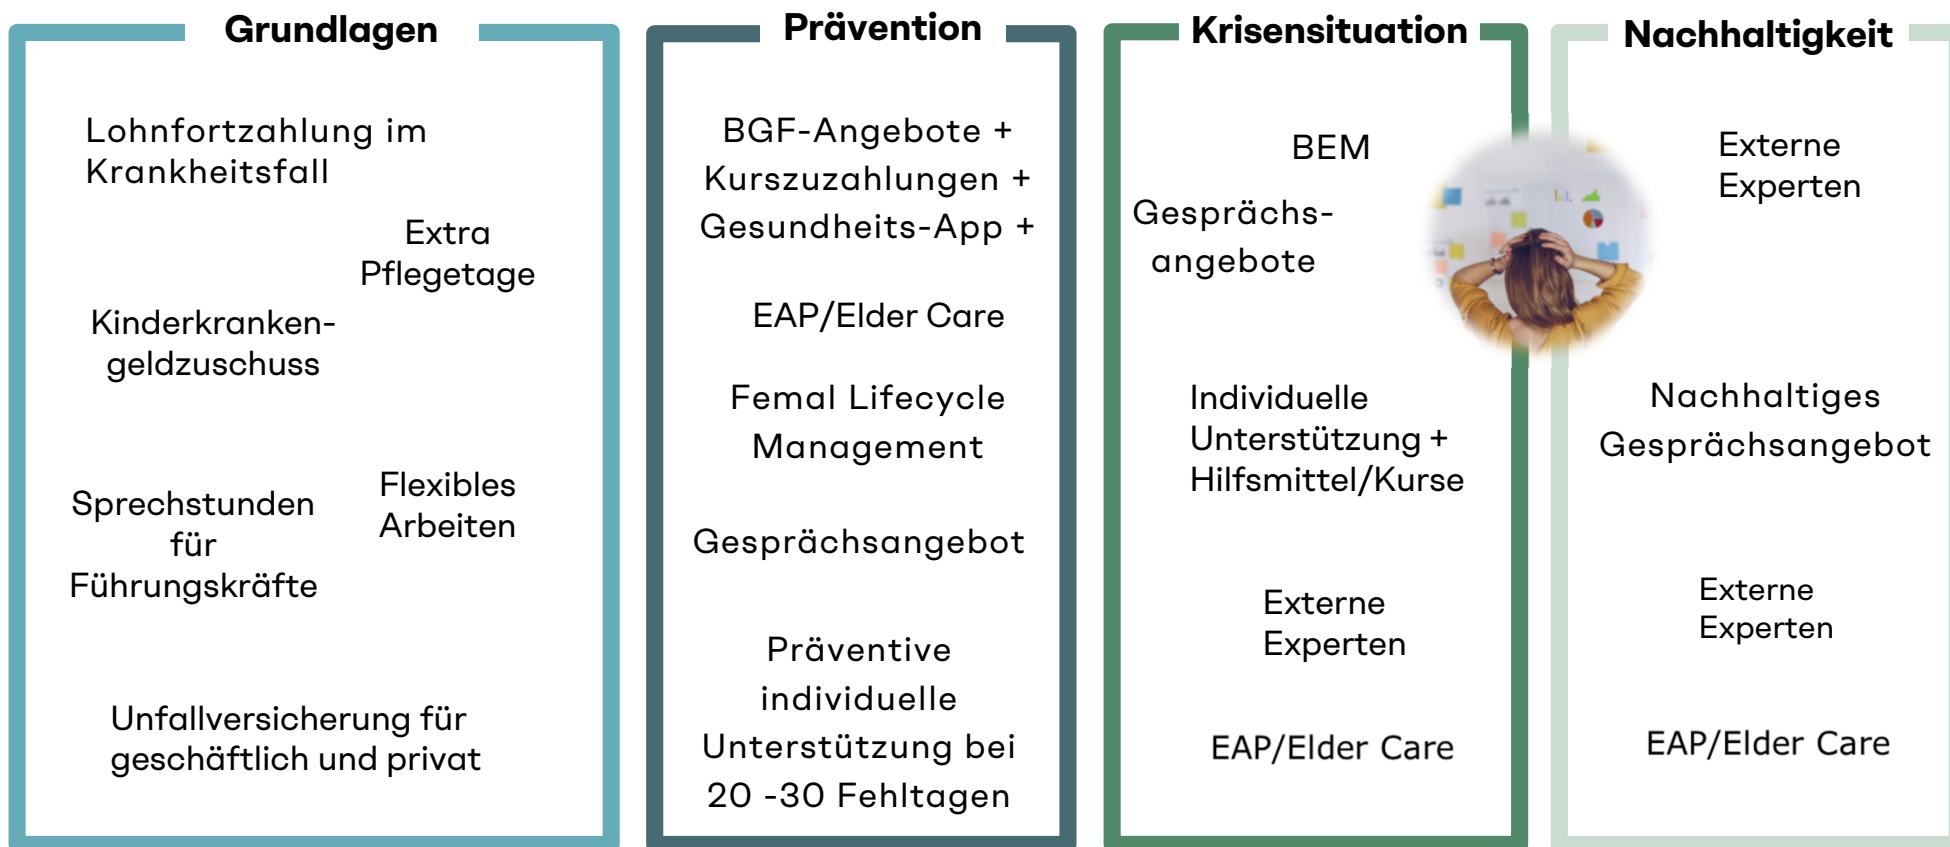 Grundlagen
Lohnfortzahlung im
Krankheitsfall
Extra
Pflegetage
Kinderkranken-
geldzuschuss
Flexibles
Arbeiten
Sprechstunden
für
Führungskräfte
Unfallversicherung für
geschäftlich und privat
Prävention
BGF-Angebote +
Kurszuzahlungen +
Gesundheits-App +
EAP/Elder Care
Femal Lifecycle
Management
Gesprächsangebot
Präventive
individuelle
Unterstützung bei
20 -30 Fehltagen
Krisensituation
BEM
Gesprächs-
angebote
Individuelle
Unterstützung +
Hilfsmittel/Kurse
Externe
Experten
EAP/Elder Care
Nachhaltigkeit
Externe
Experten
Nachhaltiges
Gesprächsangebot
Externe
Experten
EAP/Elder Care